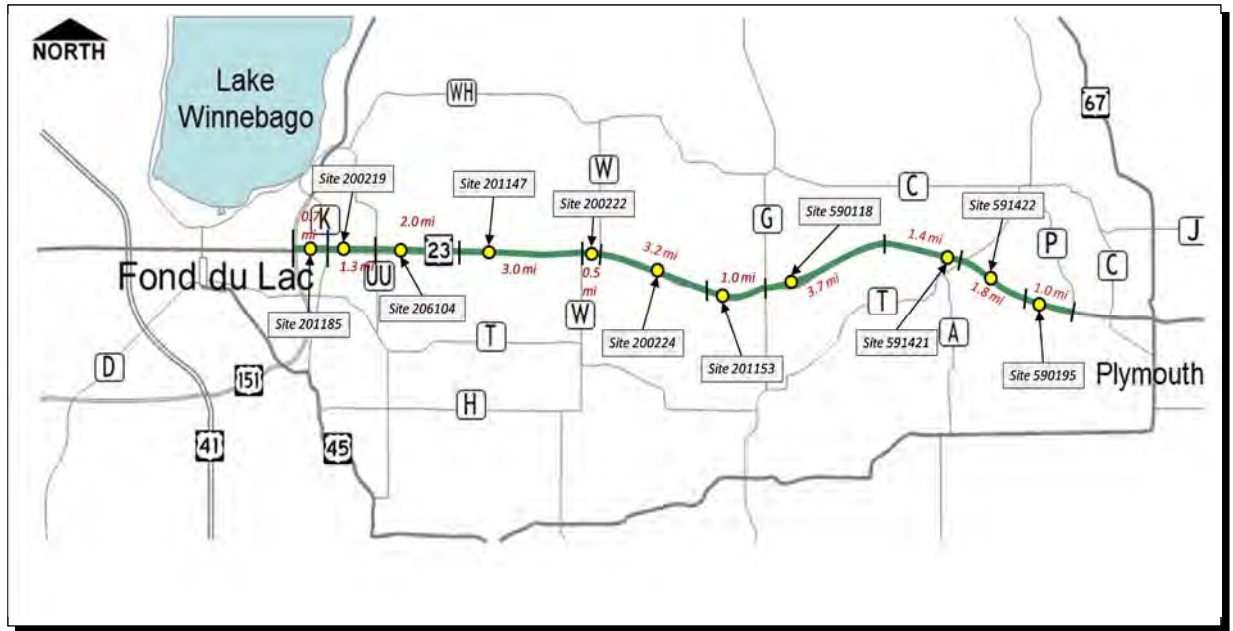 NORTH
Lake
Winnebago
67
WH
Site 200219
Site 201147
W
Site 200222
C
0.7
mi
K
2.0 mi
G
Site 590118
Site 591422
23
3.2 mi
1.4 mi
P
J
1.3 mi
UU
3.0 mi
0.5
mi
1.0 mi
3.7 mi
C
Fond du Lac
T
1.8 mi
1.0 mi
Site 201185
Site 206104
W
Site 200224
Site 591421
A
T
Site 201153
Site 590195
Plymouth
D
151
H
41
45